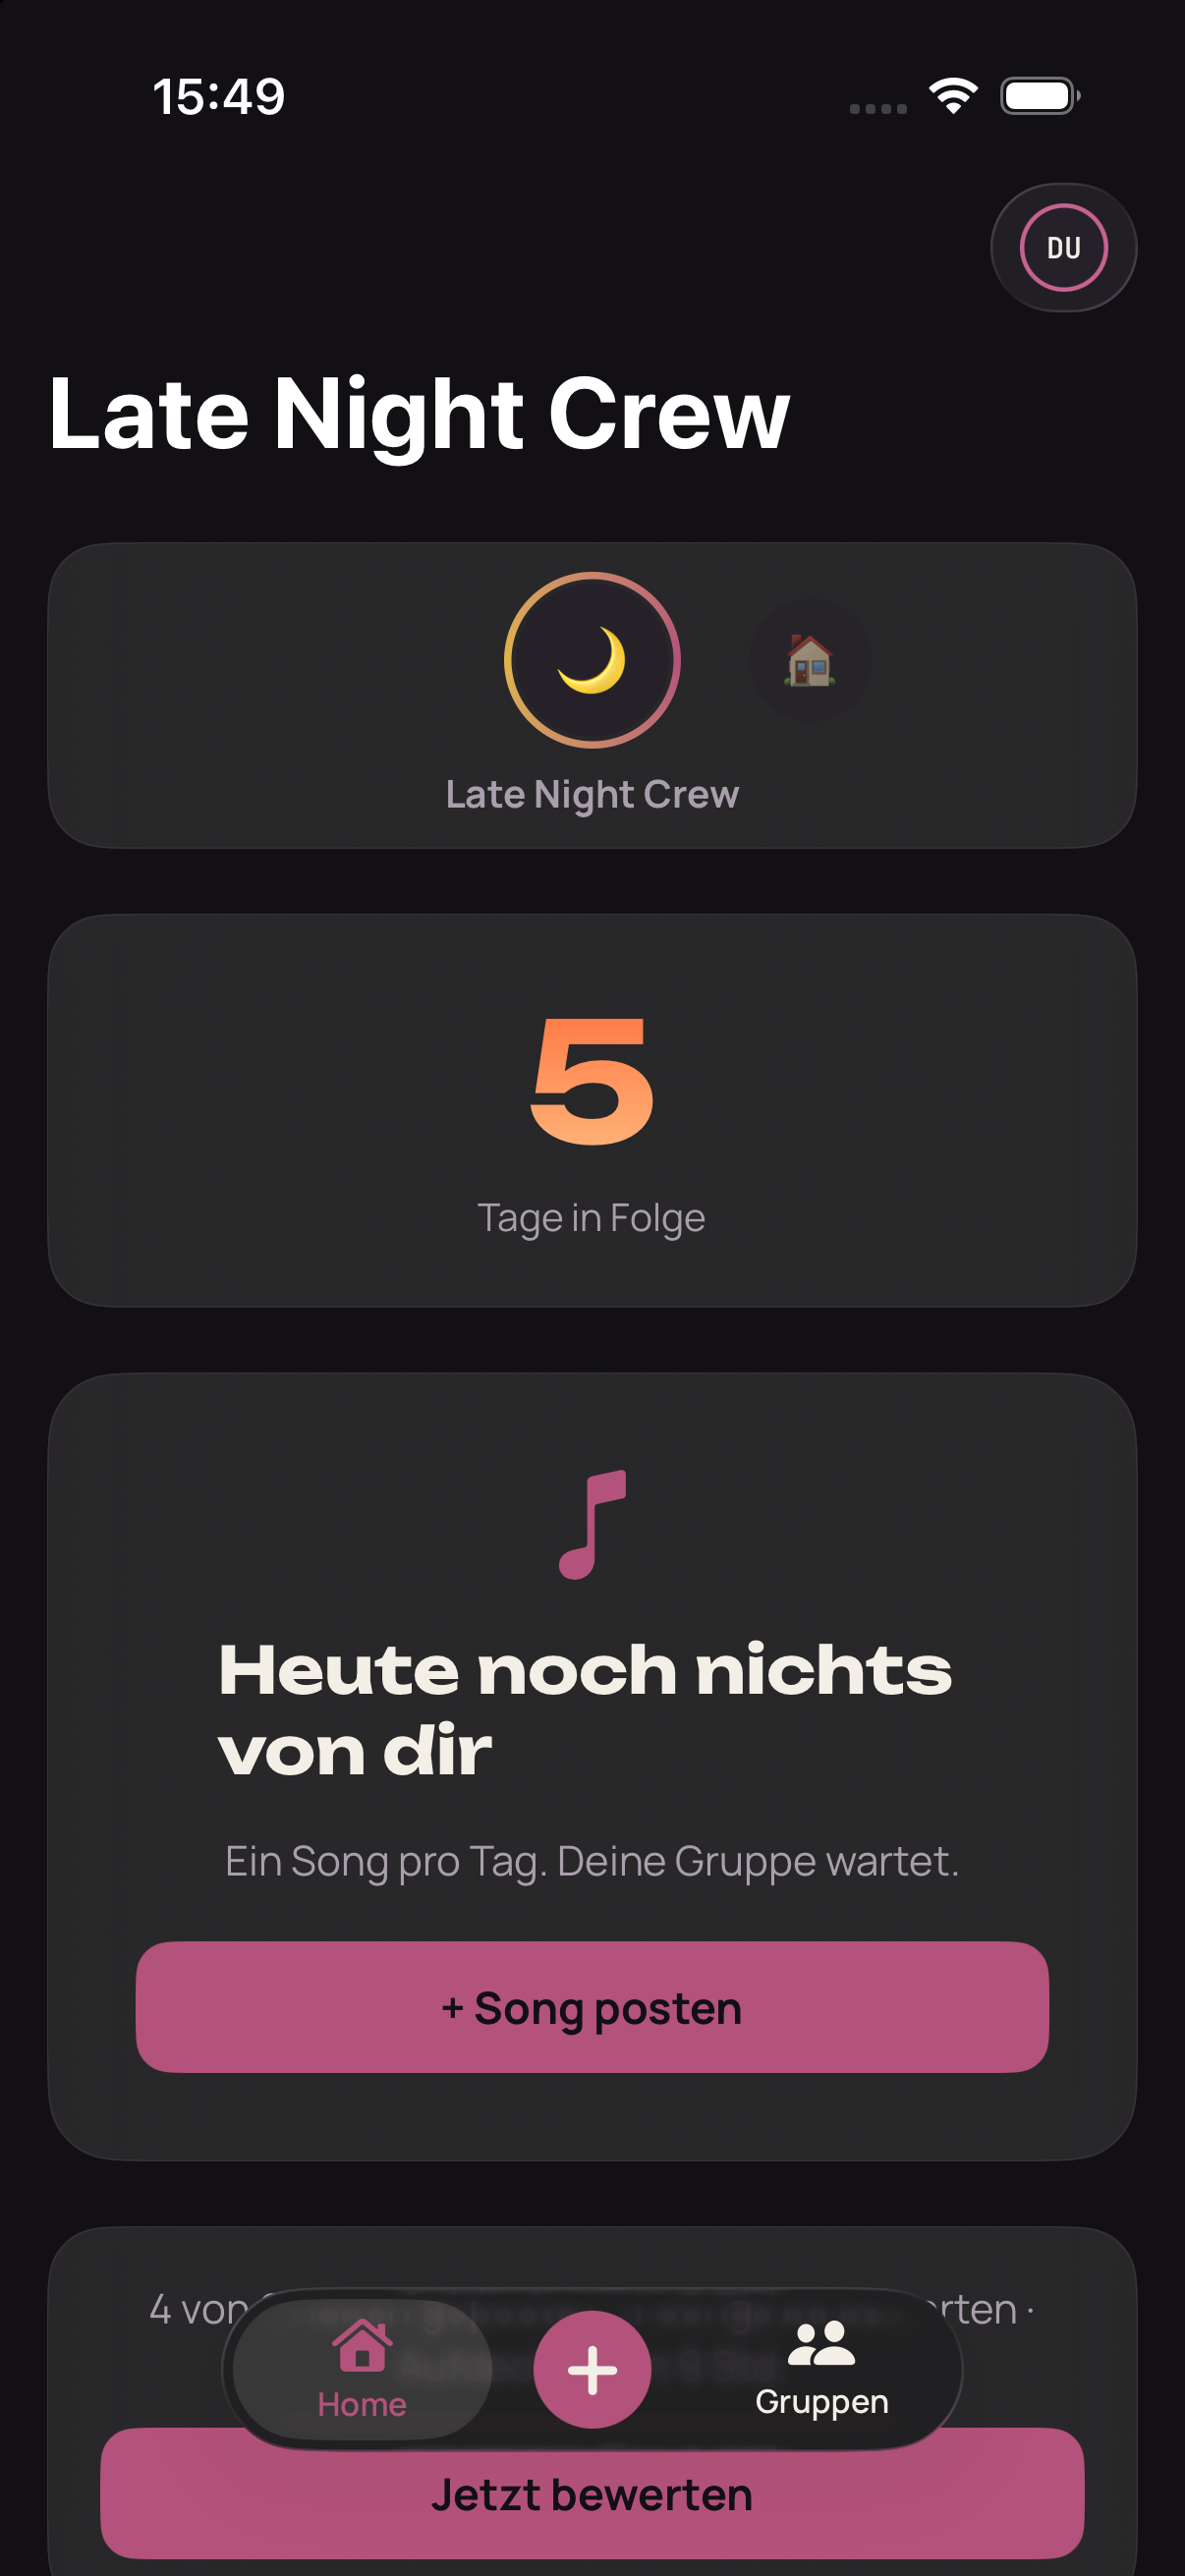 15:49
DU
Late Night Crew
Late Night Crew
5
Tage in Folge
Heute noch nichts
von dir
Ein Song pro Tag. Deine Gruppe wartet.
+ Song posten
4 von
Home
Gruppen
Jetzt bewerten